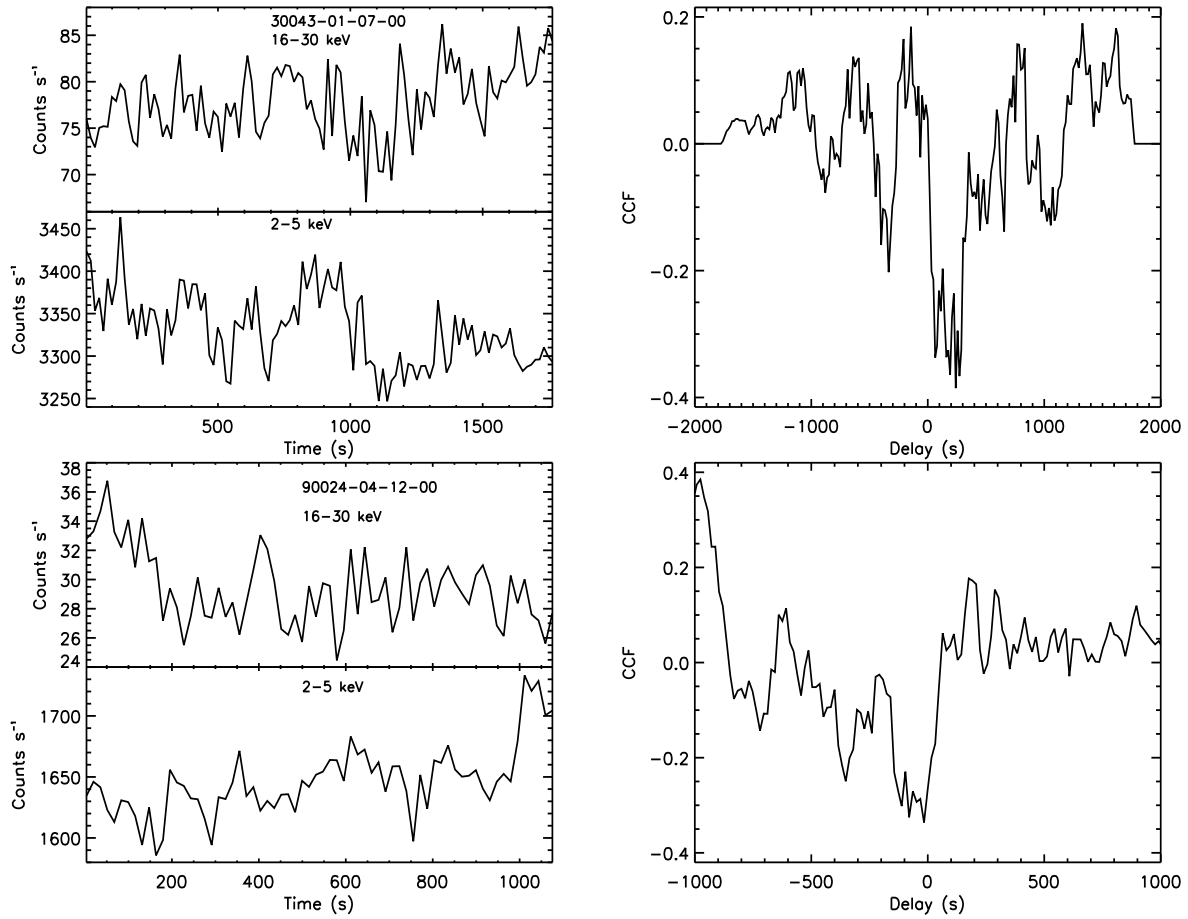 30043-01-07-00
16-30 keV
Counts s⁻¹
85
80
75
70
2-5 keV
Counts s⁻¹
3450
3400
3350
3300
3250
500 1000 1500
Time (s)
0.2
0.0
-0.2
-0.4
CCF
-2000 -1000 0 1000 2000
Delay (s)
90024-04-12-00
16-30 keV
Counts s⁻¹
38
36
34
32
30
28
26
24
2-5 keV
Counts s⁻¹
1700
1650
1600
200 400 600 800 1000
Time (s)
0.4
0.2
0.0
-0.2
-0.4
CCF
-1000 -500 0 500 1000
Delay (s)